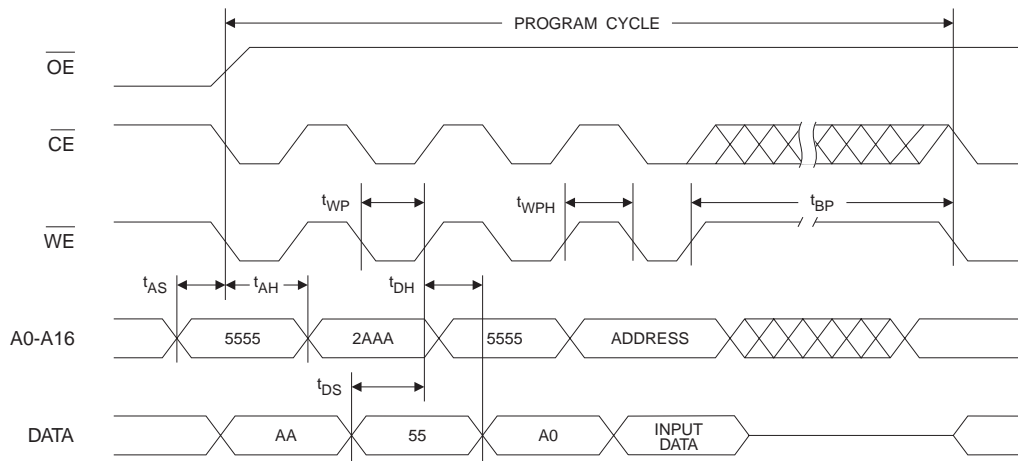 PROGRAM CYCLE
OE
CE
tWP
tWPH
tBP
WE
tAS
tAH
tDH
A0-A16
5555
2AAA
5555
ADDRESS
tDS
DATA
AA
55
A0
INPUT
DATA